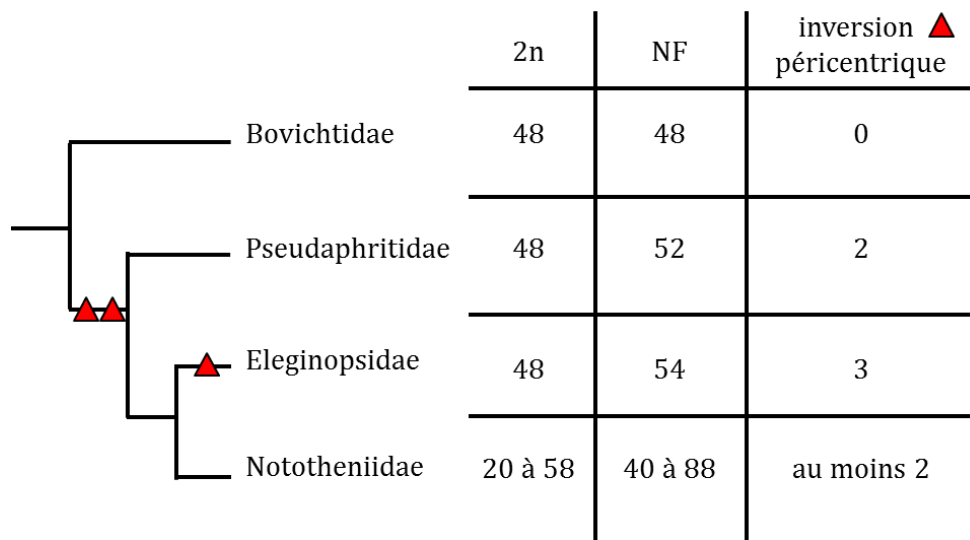 2n NF inversion péricentrique
Bovichtidae 48 48 0
Pseudaphritidae 48 52 2
Eleginopsidae 48 54 3
Nototheniidae 20 à 58 40 à 88 au moins 2